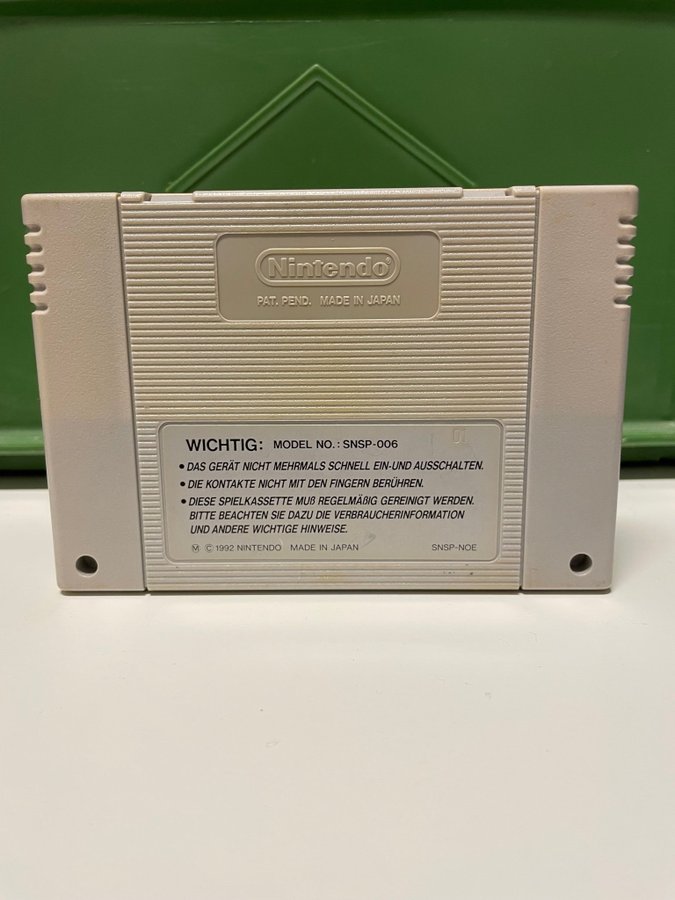 Nintendo®
PAT. PEND. MADE IN JAPAN
WICHTIG: MODEL NO.: SNSP-006
• DAS GERÄT NICHT MEHRMALS SCHNELL EIN-UND AUSSCHALTEN.
• DIE KONTAKTE NICHT MIT DEN FINGERN BERÜHREN.
• DIESE SPIELKASSETTE MUß REGELMÄßIG GEREINIGT WERDEN.
BITTE BEACHTEN SIE DAZU DIE VERBRAUCHERINFORMATION
UND ANDERE WICHTIGE HINWEISE.
Ⓜ © 1992 NINTENDO MADE IN JAPAN SNSP-NOE